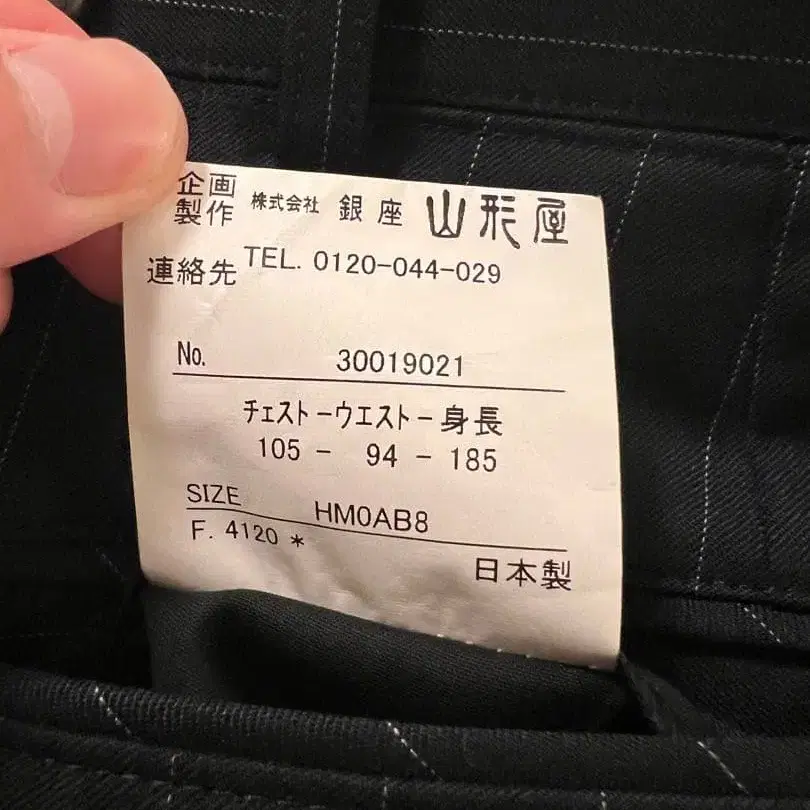 企画 株式会社 銀座 山形屋
製作
連絡先 TEL. 0120-044-029
No. 30019021
チェスト-ウエスト-身長
105 - 94 - 185
SIZE HM0AB8
F. 4120 *
日本製